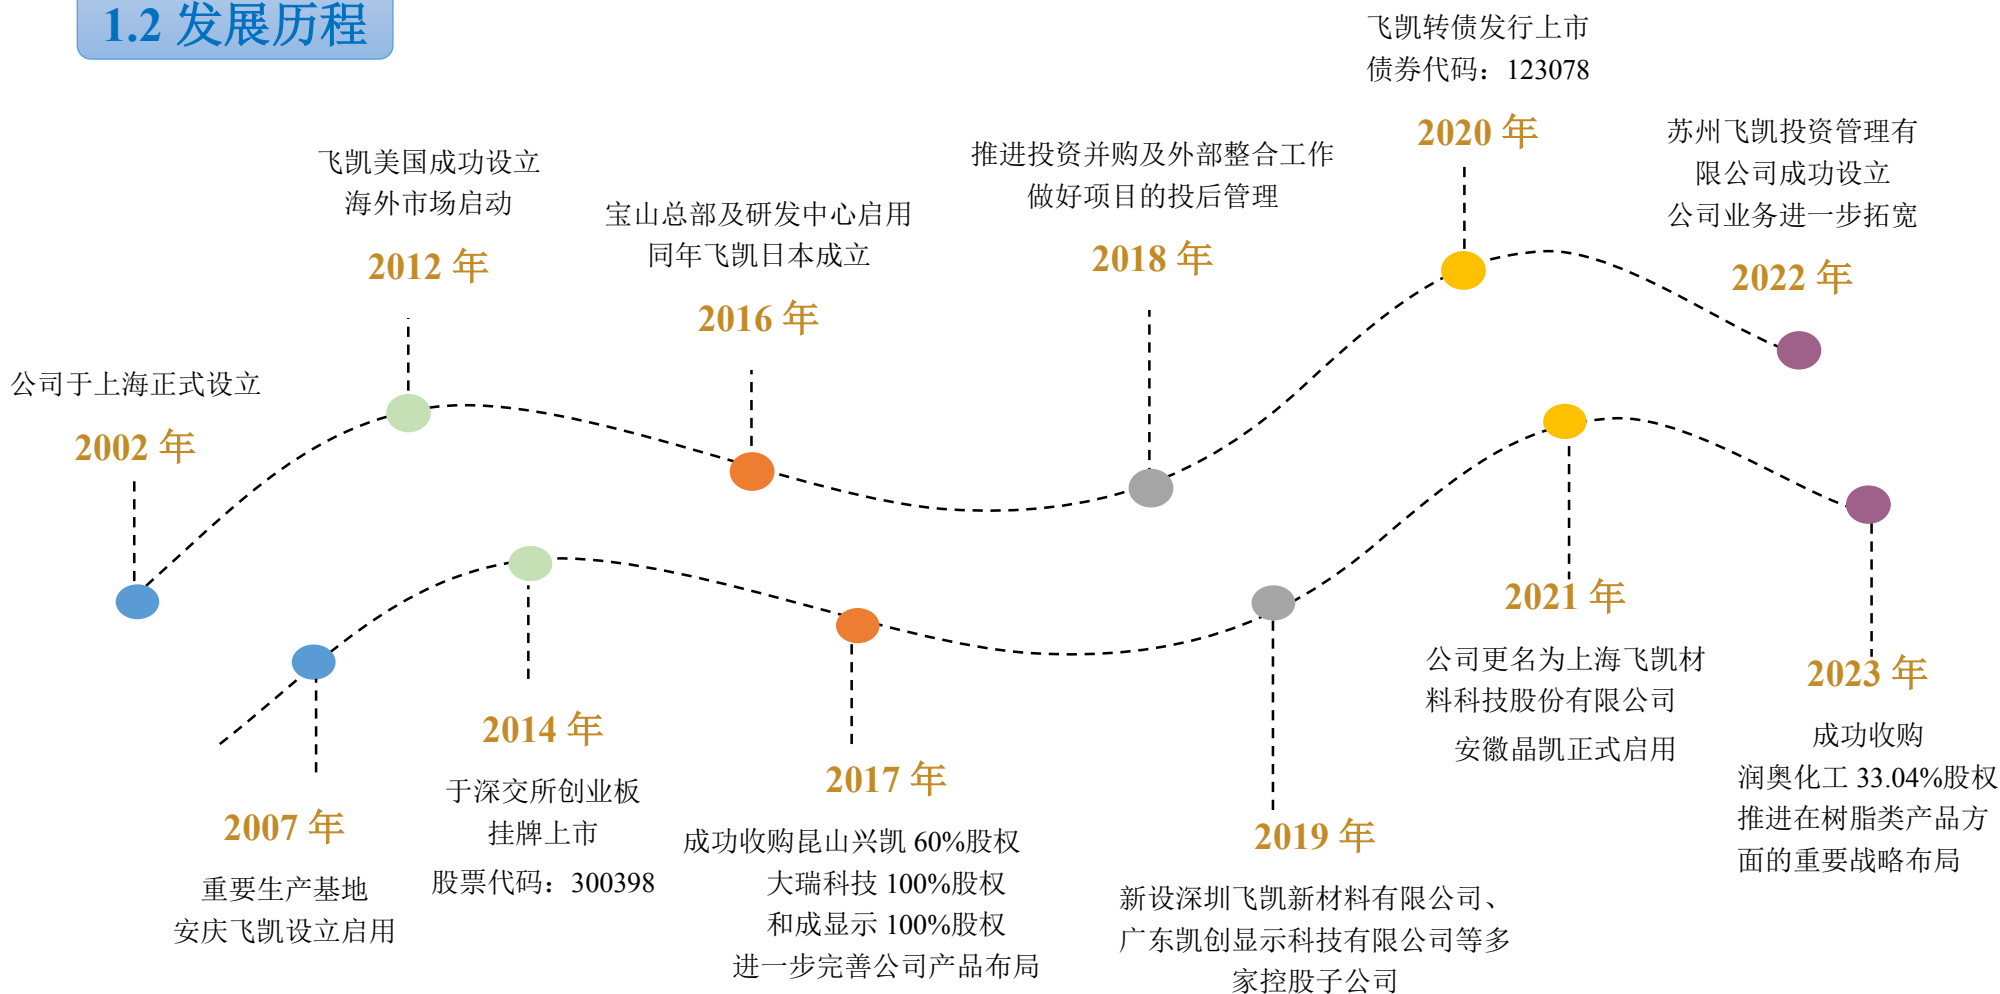 1.2 发展历程
公司于上海正式设立
2002 年
飞凯美国成功设立
海外市场启动
2012 年
宝山总部及研发中心启用
同年飞凯日本成立
2016 年
推进投资并购及外部整合工作
做好项目的投后管理
2018 年
飞凯转债发行上市
债券代码：123078
2020 年
苏州飞凯投资管理有
限公司成功设立
公司业务进一步拓宽
2022 年
2007 年
重要生产基地
安庆飞凯设立启用
2014 年
于深交所创业板
挂牌上市
股票代码：300398
2017 年
成功收购昆山兴凯 60%股权
大瑞科技 100%股权
和成显示 100%股权
进一步完善公司产品布局
2019 年
新设深圳飞凯新材料有限公司、
广东凯创显示科技有限公司等多
家控股子公司
2021 年
公司更名为上海飞凯材
料科技股份有限公司
安徽晶凯正式启用
2023 年
成功收购
润奥化工 33.04%股权
推进在树脂类产品方
面的重要战略布局